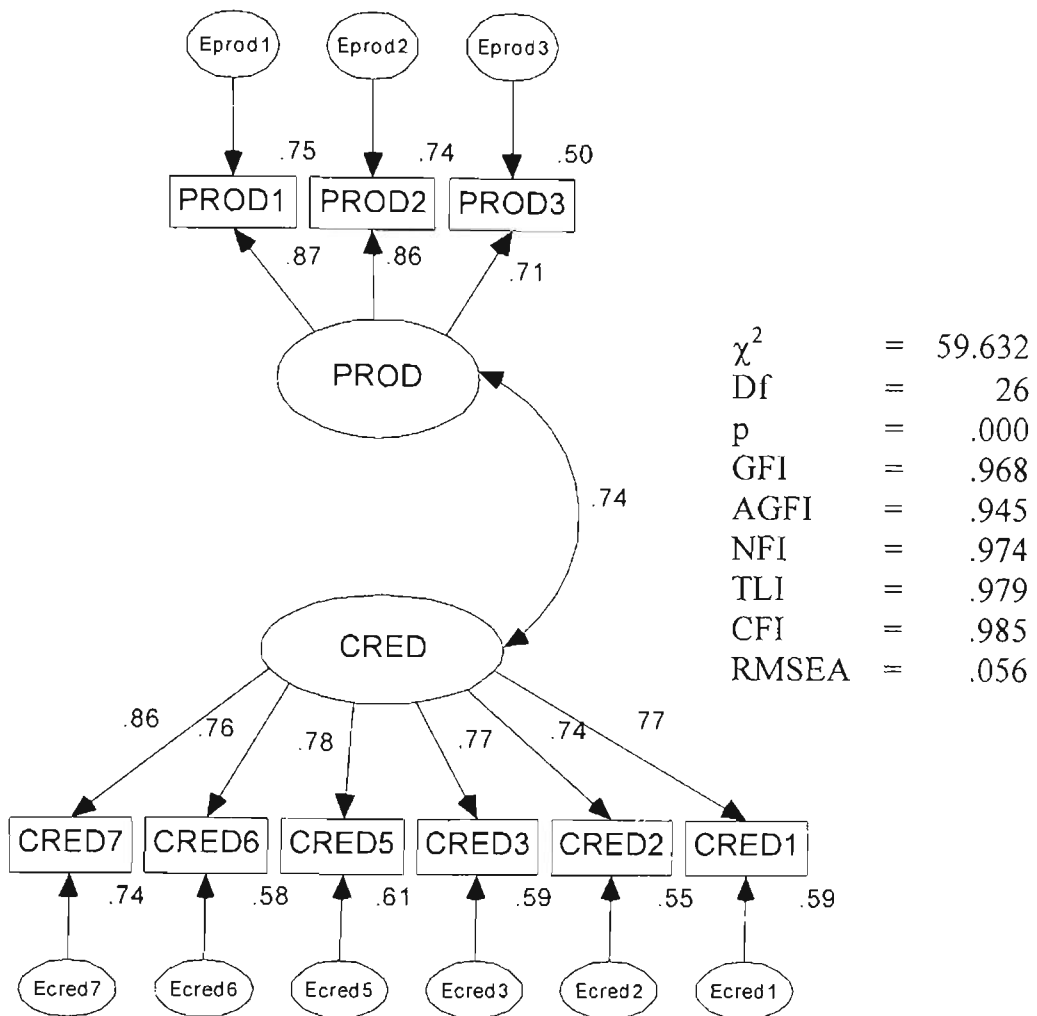 Eprod1 Eprod2 Eprod3
.75 .74 .50
PROD1 PROD2 PROD3
.87 .86 .71
PROD
.74
CRED
.86 .76 .78 .77 .74 77
CRED7 CRED6 CRED5 CRED3 CRED2 CRED1
.74 .58 .61 .59 .55 .59
Ecred7 Ecred6 Ecred5 Ecred3 Ecred2 Ecred1
χ² = 59.632
Df = 26
p = .000
GFI = .968
AGFI = .945
NFI = .974
TLI = .979
CFI = .985
RMSEA = .056